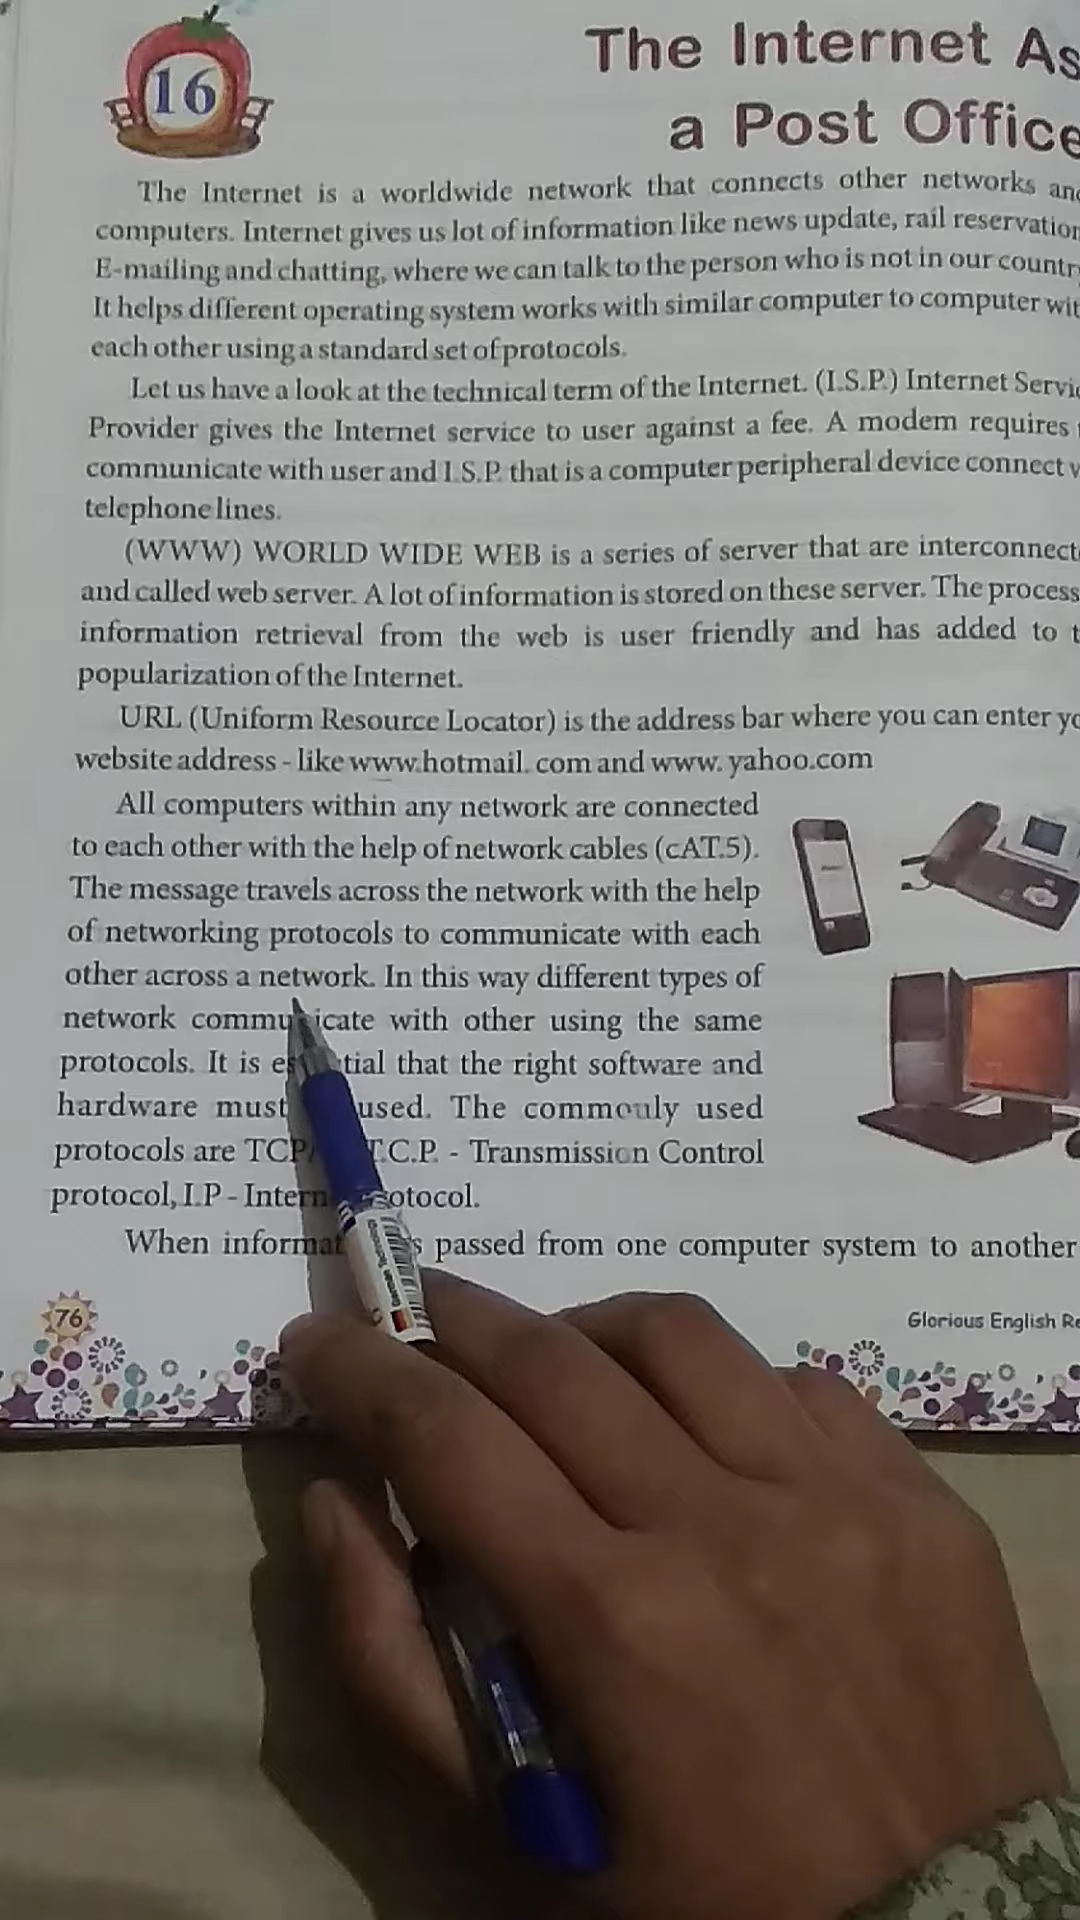 16
The Internet As
a Post Office
The Internet is a worldwide network that connects other networks and
computers. Internet gives us lot of information like news update, rail reservation
E-mailing and chatting, where we can talk to the person who is not in our country
It helps different operating system works with similar computer to computer with
each other using a standard set of protocols.
Let us have a look at the technical term of the Internet. (I.S.P.) Internet Service
Provider gives the Internet service to user against a fee. A modem requires
communicate with user and I.S.P. that is a computer peripheral device connect
telephone lines.
(WWW) WORLD WIDE WEB is a series of server that are interconnect
and called web server. A lot of information is stored on these server. The process
information retrieval from the web is user friendly and has added to
popularization of the Internet.
URL (Uniform Resource Locator) is the address bar where you can enter
website address - like www.hotmail. com and www. yahoo.com
All computers within any network are connected
to each other with the help of network cables (cAT.5).
The message travels across the network with the help
of networking protocols to communicate with each
other across a network. In this way different types of
network communicate with other using the same
protocols. It is essential that the right software and
hardware must used. The commouly used
protocols are TCP/ T.C.P. - Transmission Control
protocol, I.P - Internet protocol.
When information is passed from one computer system to another
76
Glorious English
German Technology